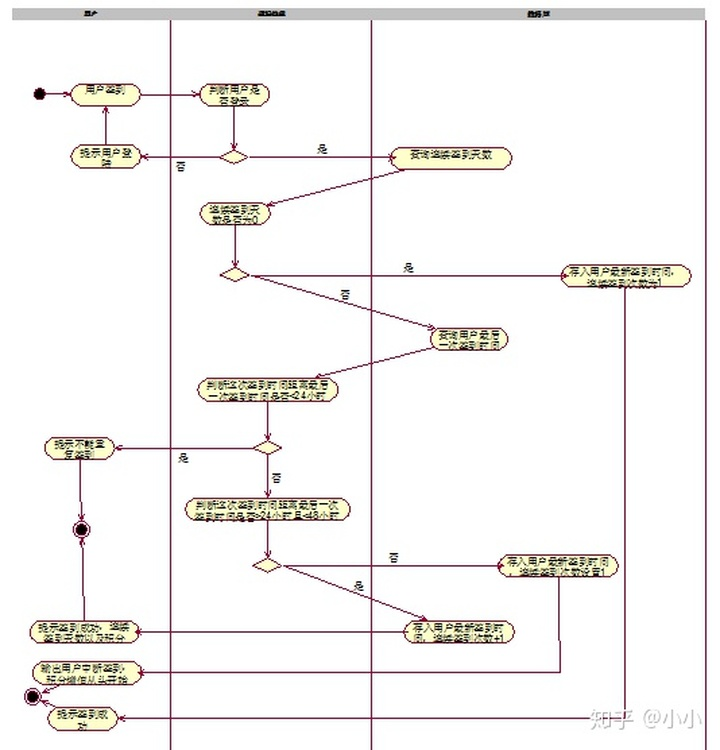 用户
数据库
用户签到
判断用户是
否登录
提示用户登
陆
否
是
查询连续签到天数
连续签到天
数是否为0
是
存入用户最新签到时间，
连续签到次数为1
否
查询用户最后
一次签到时间
判断这次签到时间距离最后
一次签到时间是否<24小时
提示不能重
复签到
是
否
判断这次签到时间距离最后一次
签到时间是否>24小时且<48小时
否
存入用户最新签到时间
，连续签到次数设置1
是
提示签到成功，连续
签到天数以及积分
存入用户最新签到时
间，连续签到次数+1
输出用户中断签到，
积分增值从头开始
提示签到成
功
知乎 @小小